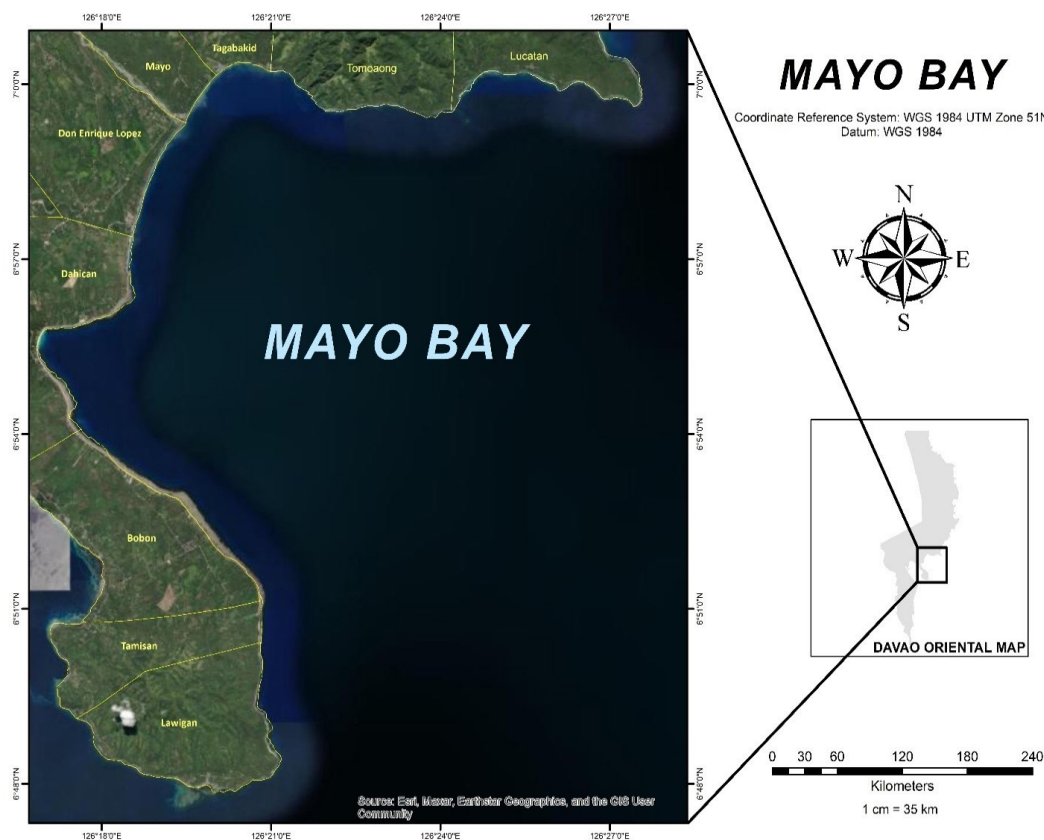 126°18'0"E
126°21'0"E
126°24'0"E
126°27'0"E
Tagabakid
Lucatan
Mayo
Tomoaong
7°0'0"N
7°0'0"N
Don Enrique Lopez
6°57'0"N
6°57'0"N
Dahican
MAYO BAY
6°54'0"N
6°54'0"N
Bobon
6°51'0"N
6°51'0"N
Tamisan
Lawigan
6°48'0"N
6°48'0"N
Source: Esri, Maxar, Earthstar Geographics, and the GIS User
Community
126°18'0"E
126°21'0"E
126°24'0"E
126°27'0"E
MAYO BAY
Coordinate Reference System: WGS 1984 UTM Zone 51N
Datum: WGS 1984
N
W
E
S
DAVAO ORIENTAL MAP
0 30 60 120 180 240
Kilometers
1 cm = 35 km